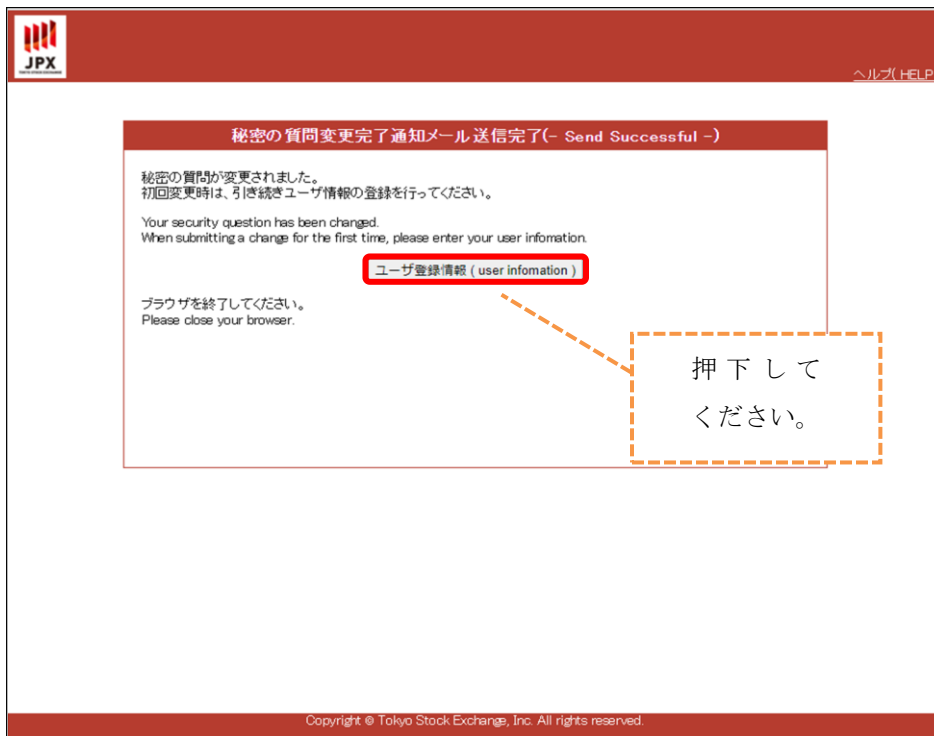 JPX
ヘルプ( HELP
秘密の質問変更完了通知メール送信完了(- Send Successful -)
秘密の質問が変更されました。
初回変更時は、引き続きユーザ情報の登録を行ってください。
Your security question has been changed.
When submitting a change for the first time, please enter your user infomation.
ユーザ登録情報 ( user infomation )
ブラウザを終了してください。
Please close your browser.
押下して
ください。
Copyright © Tokyo Stock Exchange, Inc. All rights reserved.